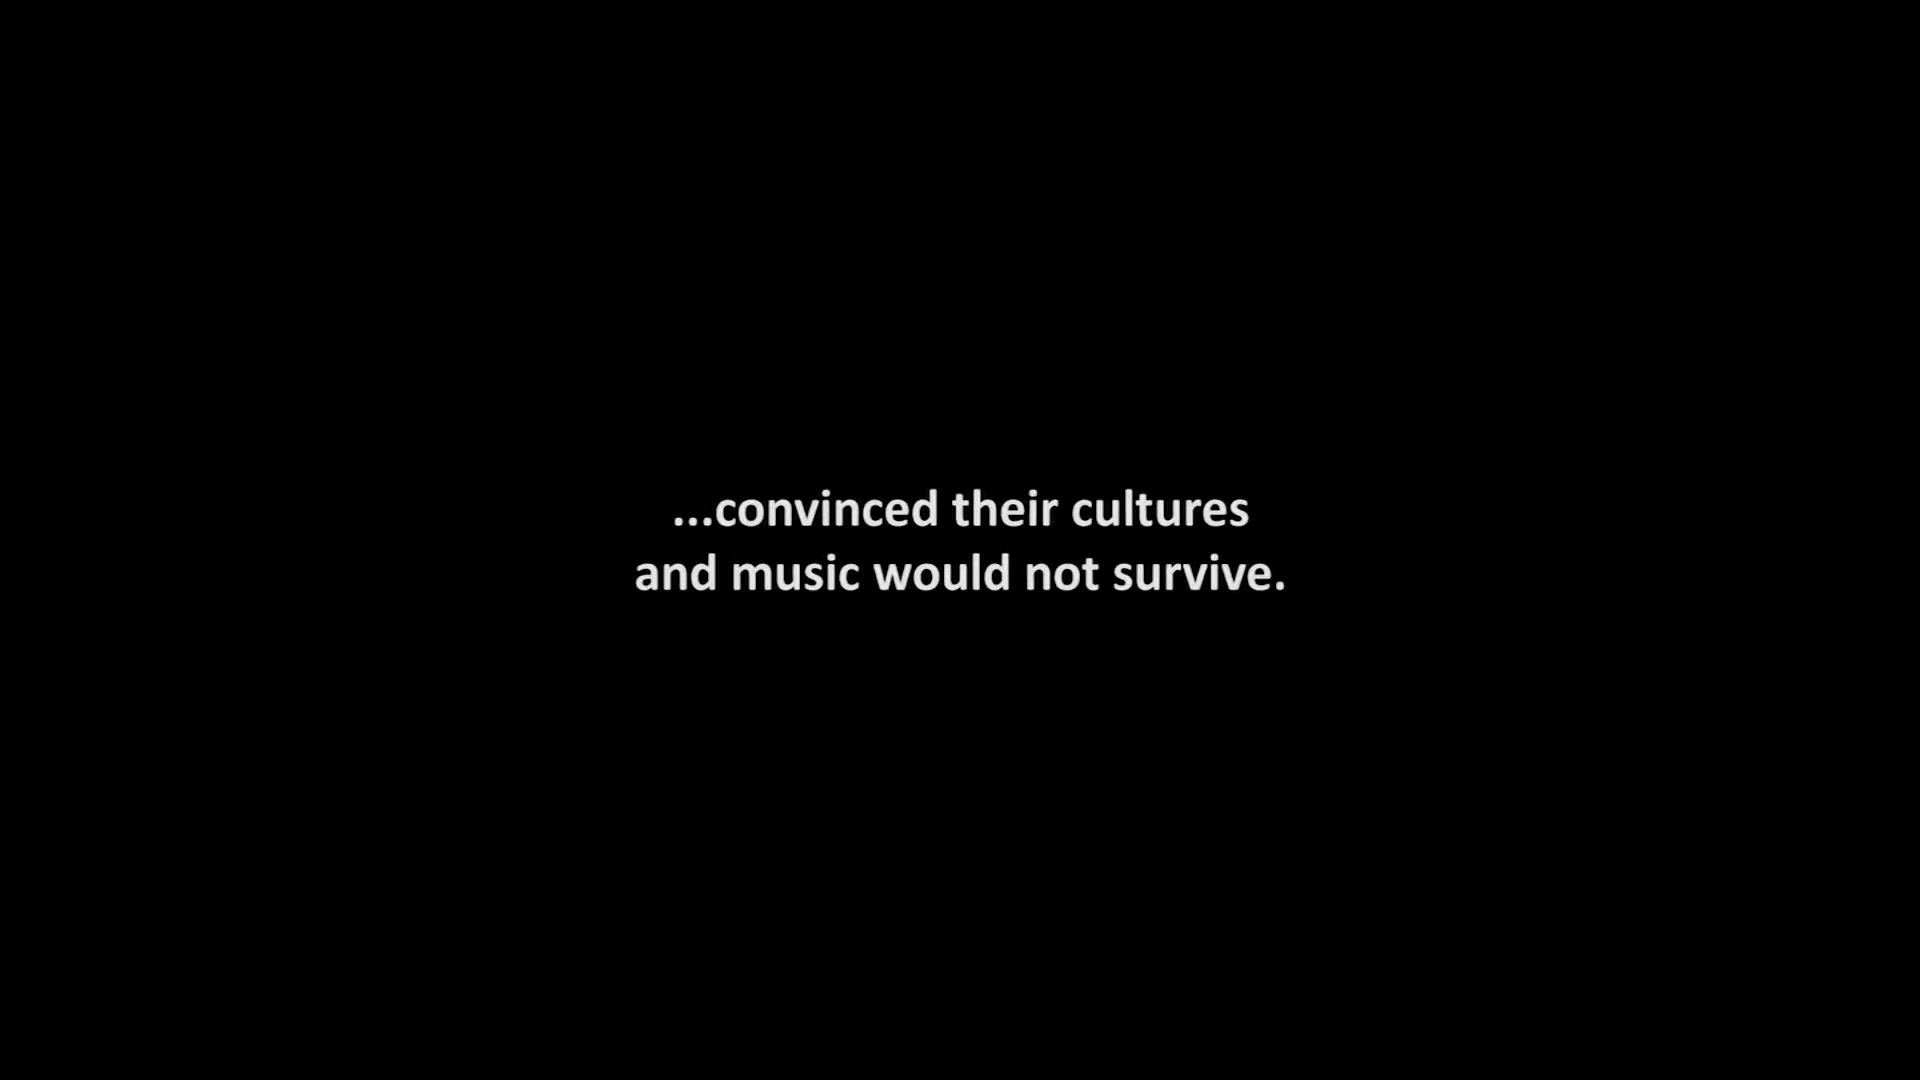 ...convinced their cultures
and music would not survive.